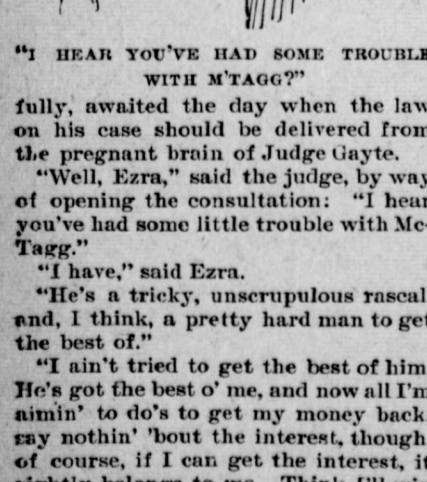 "I HEAR YOU'VE HAD SOME TROUBLE
WITH M'TAGG?"
fully, awaited the day when the law
on his case should be delivered from
the pregnant brain of Judge Gayte.
"Well, Ezra," said the judge, by way
of opening the consultation: "I hear
you've had some little trouble with Mc-
Tagg."
"I have," said Ezra.
"He's a tricky, unscrupulous rascal
and, I think, a pretty hard man to get
the best of."
"I ain't tried to get the best of him
He's got the best o' me, and now all I'm
aimin' to do's to get my money back
say nothin' 'bout the interest, though
of course, if I can get the interest, it